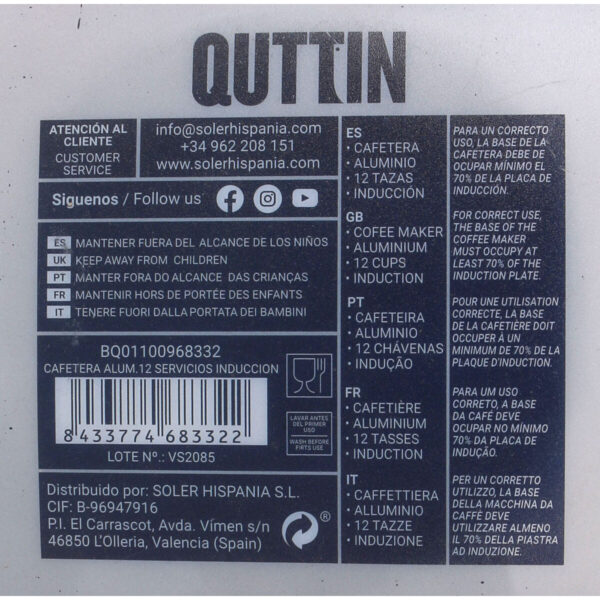 QUTTIN
ATENCIÓN AL
CLIENTE
CUSTOMER
SERVICE
info@solerhispania.com
+34 962 208 151
www.solerhispania.com
Siguenos / Follow us
ES MANTENER FUERA DEL ALCANCE DE LOS NIÑOS
UK KEEP AWAY FROM CHILDREN
PT MANTER FORA DO ALCANCE DAS CRIANÇAS
FR MANTENIR HORS DE PORTÉE DES ENFANTS
IT TENERE FUORI DALLA PORTATA DEI BAMBINI
BQ01100968332
CAFETERA ALUM.12 SERVICIOS INDUCCION
8 433774 683322
LOTE Nº.: VS2085
LAVAR ANTES
DEL PRIMER
USO
WASH BEFORE
FIRTS USE
Distribuido por: SOLER HISPANIA S.L.
CIF: B-96947916
P.I. El Carrascot, Avda. Vímen s/n
46850 L'Olleria, Valencia (Spain)
®
ES
• CAFETERA
• ALUMINIO
• 12 TAZAS
• INDUCCIÓN
PARA UN CORRECTO
USO, LA BASE DE LA
CAFETERA DEBE DE
OCUPAR MÍNIMO EL
70% DE LA PLACA DE
INDUCCIÓN.
GB
• COFEE MAKER
• ALUMINIUM
• 12 CUPS
• INDUCTION
FOR CORRECT USE,
THE BASE OF THE
COFFEE MAKER
MUST OCCUPY AT
LEAST 70% OF THE
INDUCTION PLATE.
PT
• CAFETEIRA
• ALUMINIO
• 12 CHÁVENAS
• INDUÇÃO
POUR UNE UTILISATION
CORRECTE, LA BASE
DE LA CAFETIÈRE DOIT
OCCUPER À UN
MINIMUM DE 70% DE LA
PLAQUE D'INDUCTION.
FR
• CAFETIÈRE
• ALUMINIUM
• 12 TASSES
• INDUCTION
PARA UM USO
CORRETO, A BASE
DA CAFÉ DEVE
OCUPAR NO MÍNIMO
70% DA PLACA DE
INDUÇÃO.
IT
• CAFFETTIERA
• ALLUMINIO
• 12 TAZZE
• INDUZIONE
PER UN CORRETTO
UTILIZZO, LA BASE
DELLA MACCHINA DA
CAFFÈ DEVE
UTILIZZARE ALMENO
IL 70% DELLA PIASTRA
AD INDUZIONE.